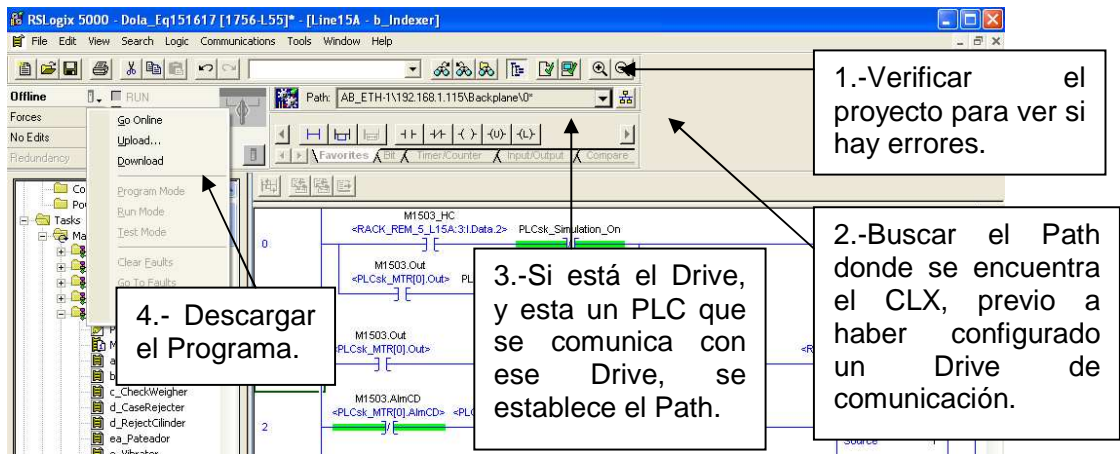 RSLogix 5000 - Dola_Eq151617 [1756-L55]* - [Line15A - b_Indexer]
File Edit View Search Logic Communications Tools Window Help
Offline
RUN
Path: AB_ETH-1\192.168.1.115\Backplane\0*
Forces
No Edits
Redundancy
Go Online
Upload...
Download
Program Mode
Run Mode
Test Mode
Clear Faults
Go To Faults
Favorites Bit Timer/Counter Input/Output Compare
1.-Verificar el
proyecto para ver si
hay errores.
2.-Buscar el Path
donde se encuentra
el CLX, previo a
haber configurado
un Drive de
comunicación.
3.-Si está el Drive,
y esta un PLC que
se comunica con
ese Drive, se
establece el Path.
4.- Descargar
el Programa.
Tasks
c_CheckWeigher
d_CaseRejecter
d_RejectCilinder
ea_Pateador
e_Vibrator
0
M1503_HC
<RACK_REM_5_L15A:3:I.Data.2> PLCsk_Simulation_On
M1503.Out
<PLCsk_MTR[0].Out>
M1503.Out
<PLCsk_MTR[0].Out>
2
M1503.AlmCD
<PLCsk_MTR[0].AlmCD>
Source